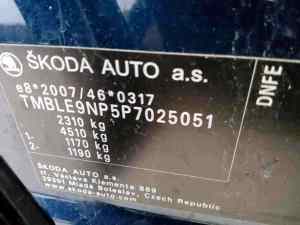 ŠKODA AUTO a.s.
e8*2007/46*0317
TMBLE9NP5P7025051
2310 kg
4510 kg
1- 1170 kg
2- 1190 kg
DNFE
ŠKODA AUTO a.s.
tř. Václava Klementa 869
29301 Mladá Boleslav, Czech Republic
www.skoda-auto.com